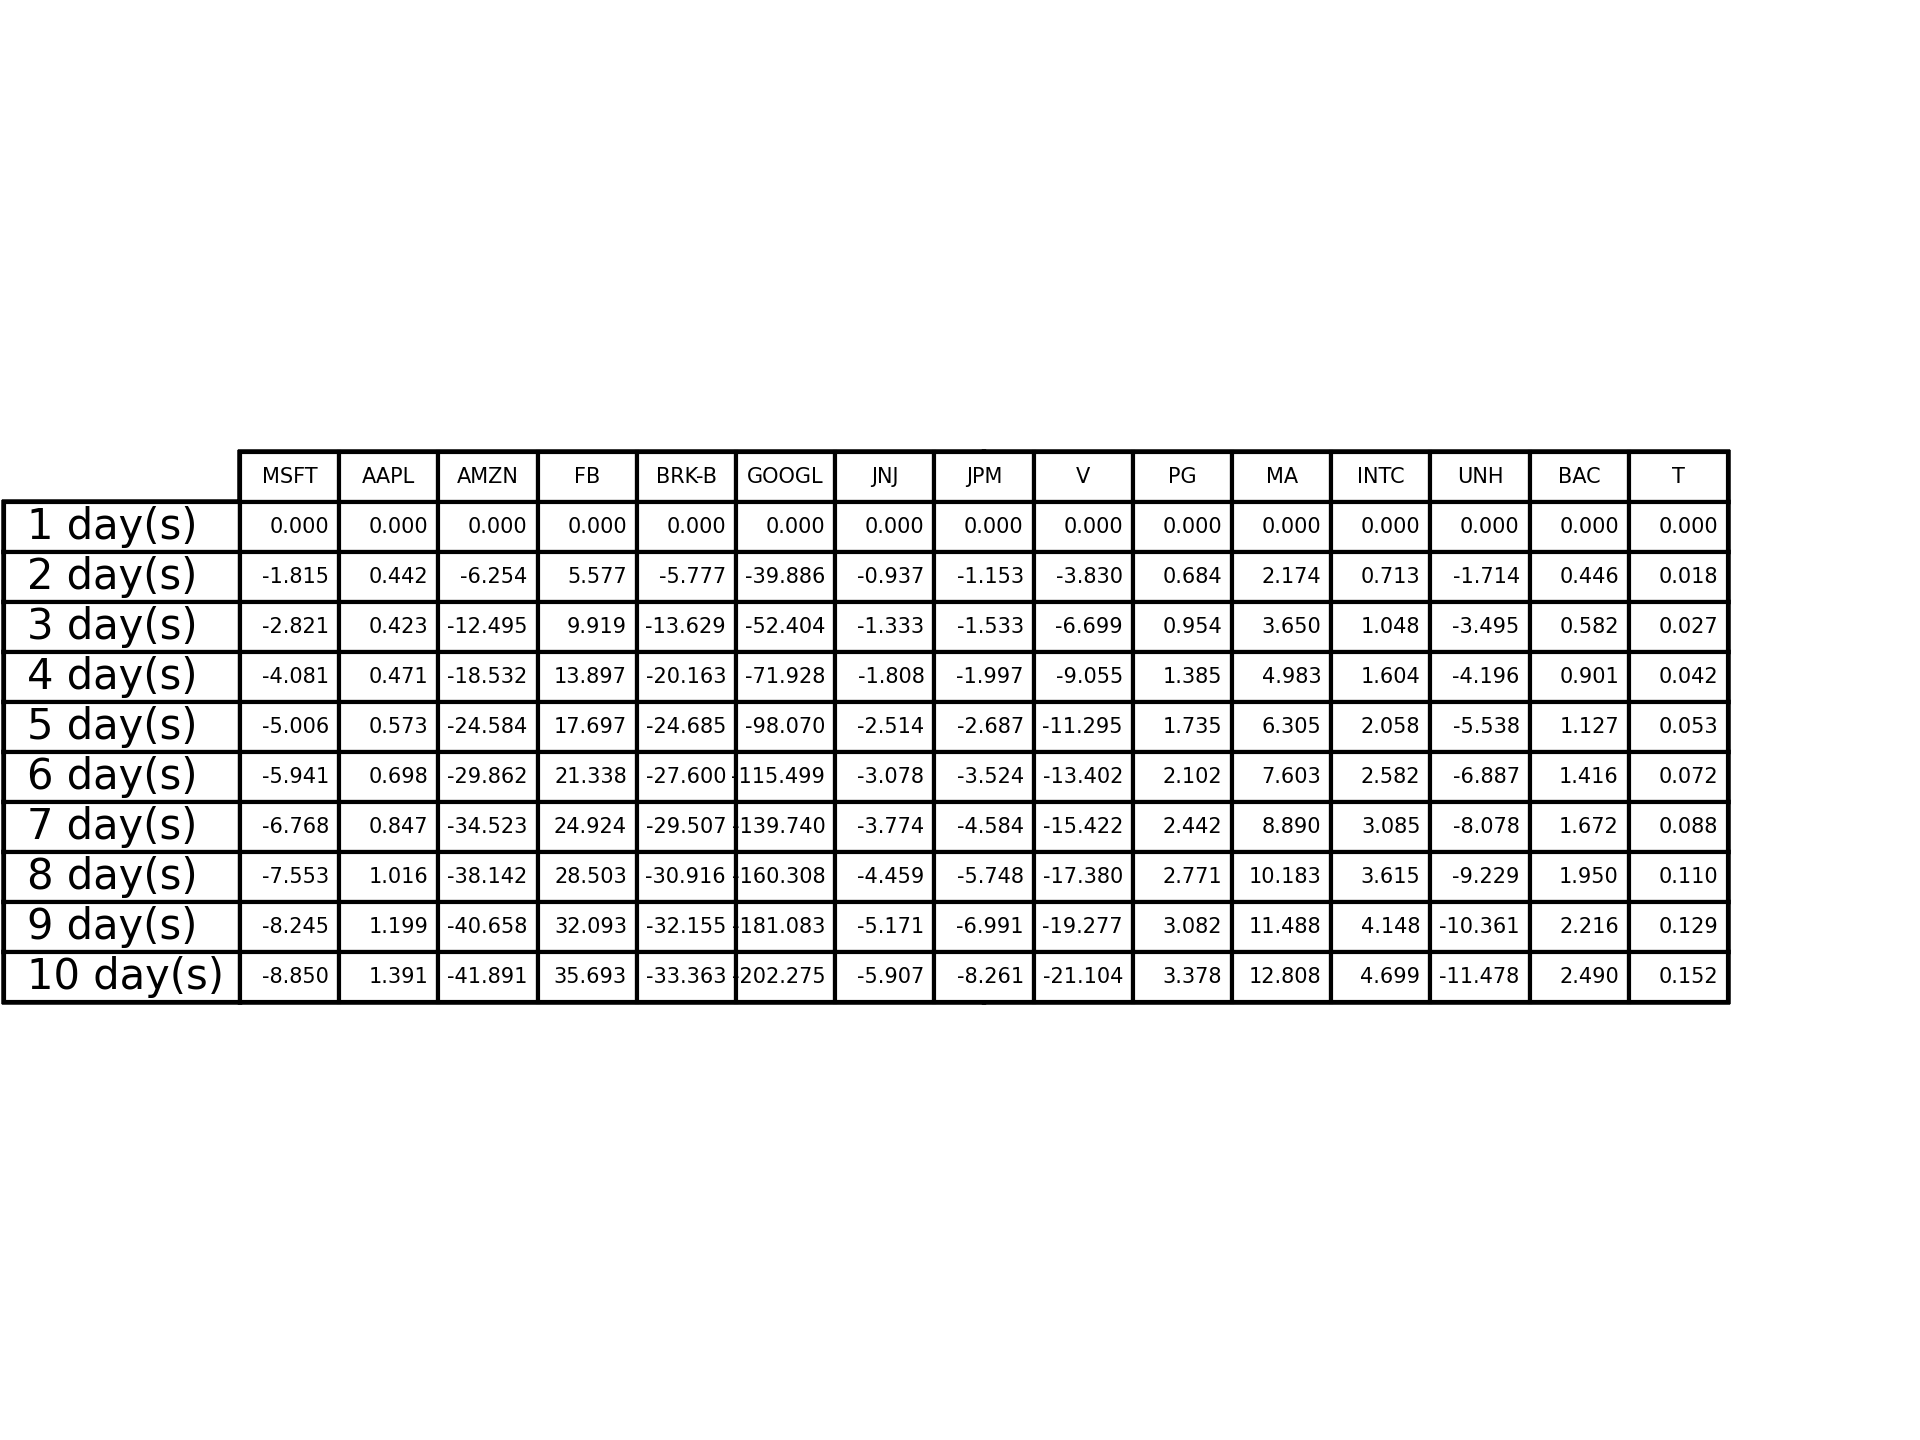 MSFT AAPL AMZN FB BRK-B GOOGL JNJ JPM V PG MA INTC UNH BAC T
1 day(s) 0.000 0.000 0.000 0.000 0.000 0.000 0.000 0.000 0.000 0.000 0.000 0.000 0.000 0.000 0.000
2 day(s) -1.815 0.442 -6.254 5.577 -5.777 -39.886 -0.937 -1.153 -3.830 0.684 2.174 0.713 -1.714 0.446 0.018
3 day(s) -2.821 0.423 -12.495 9.919 -13.629 -52.404 -1.333 -1.533 -6.699 0.954 3.650 1.048 -3.495 0.582 0.027
4 day(s) -4.081 0.471 -18.532 13.897 -20.163 -71.928 -1.808 -1.997 -9.055 1.385 4.983 1.604 -4.196 0.901 0.042
5 day(s) -5.006 0.573 -24.584 17.697 -24.685 -98.070 -2.514 -2.687 -11.295 1.735 6.305 2.058 -5.538 1.127 0.053
6 day(s) -5.941 0.698 -29.862 21.338 -27.600 -115.499 -3.078 -3.524 -13.402 2.102 7.603 2.582 -6.887 1.416 0.072
7 day(s) -6.768 0.847 -34.523 24.924 -29.507 -139.740 -3.774 -4.584 -15.422 2.442 8.890 3.085 -8.078 1.672 0.088
8 day(s) -7.553 1.016 -38.142 28.503 -30.916 -160.308 -4.459 -5.748 -17.380 2.771 10.183 3.615 -9.229 1.950 0.110
9 day(s) -8.245 1.199 -40.658 32.093 -32.155 -181.083 -5.171 -6.991 -19.277 3.082 11.488 4.148 -10.361 2.216 0.129
10 day(s) -8.850 1.391 -41.891 35.693 -33.363 -202.275 -5.907 -8.261 -21.104 3.378 12.808 4.699 -11.478 2.490 0.152